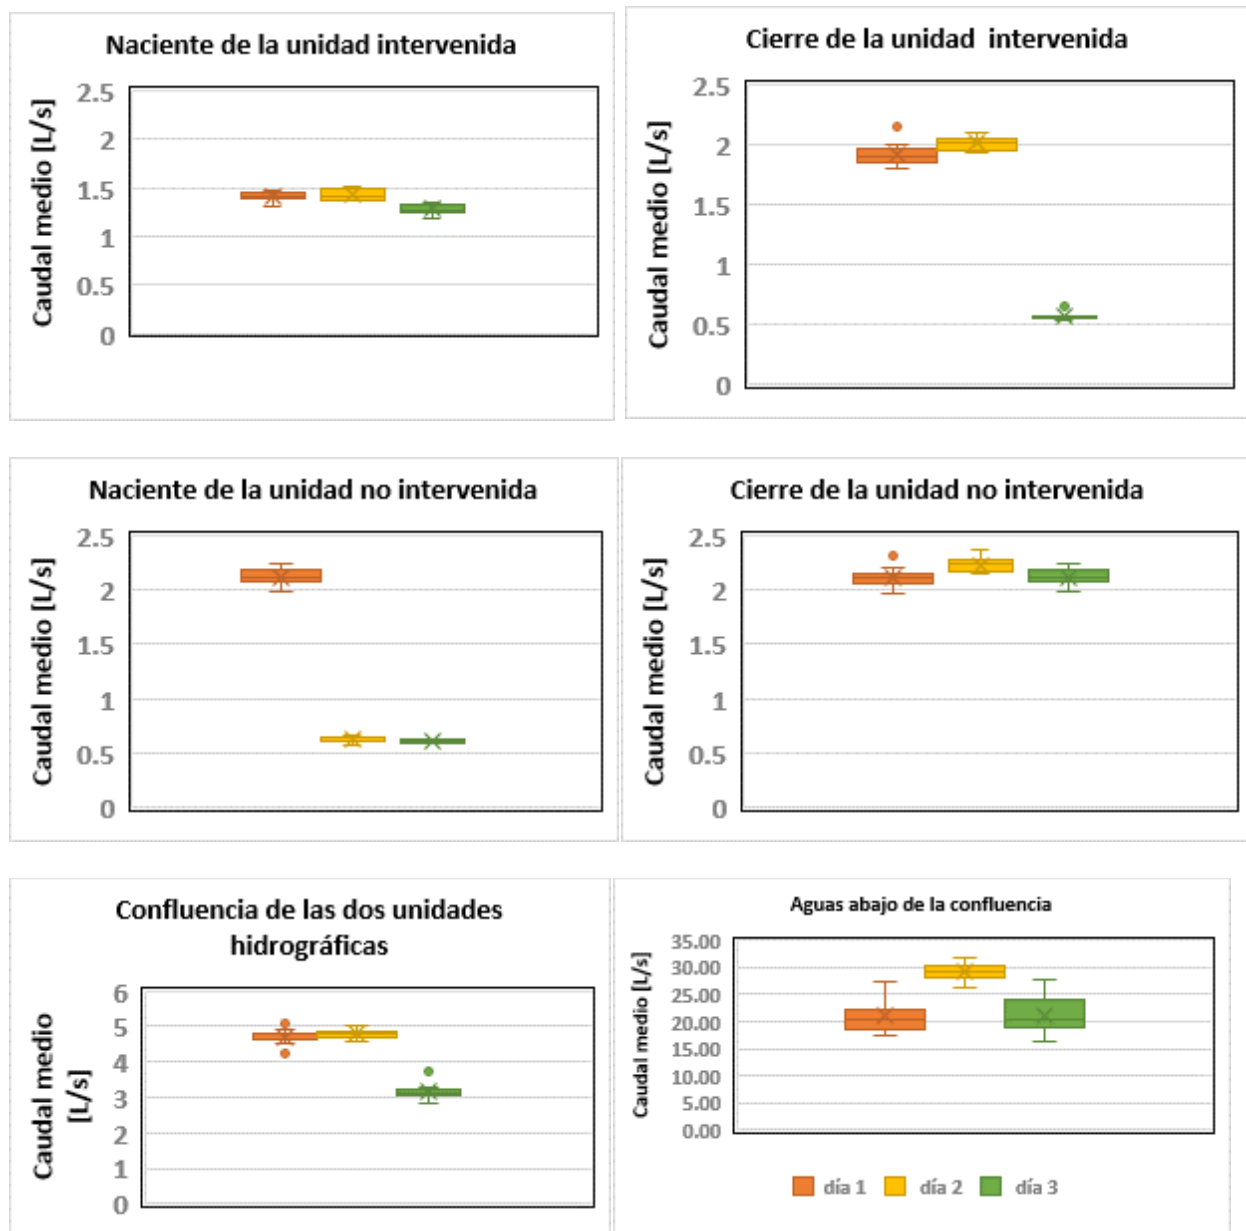 Naciente de la unidad intervenida
Caudal medio [L/s]
2.5
2
1.5
1
0.5
0
Cierre de la unidad intervenida
Caudal medio [L/s]
2.5
2
1.5
1
0.5
0
Naciente de la unidad no intervenida
Caudal medio [L/s]
2.5
2
1.5
1
0.5
0
Cierre de la unidad no intervenida
Caudal medio [L/s]
2.5
2
1.5
1
0.5
0
Confluencia de las dos unidades
hidrográficas
Caudal medio
[L/s]
6
5
4
3
2
1
0
Aguas abajo de la confluencia
Caudal medio [L/s]
35.00
30.00
25.00
20.00
15.00
10.00
5.00
0.00
día 1 día 2 día 3